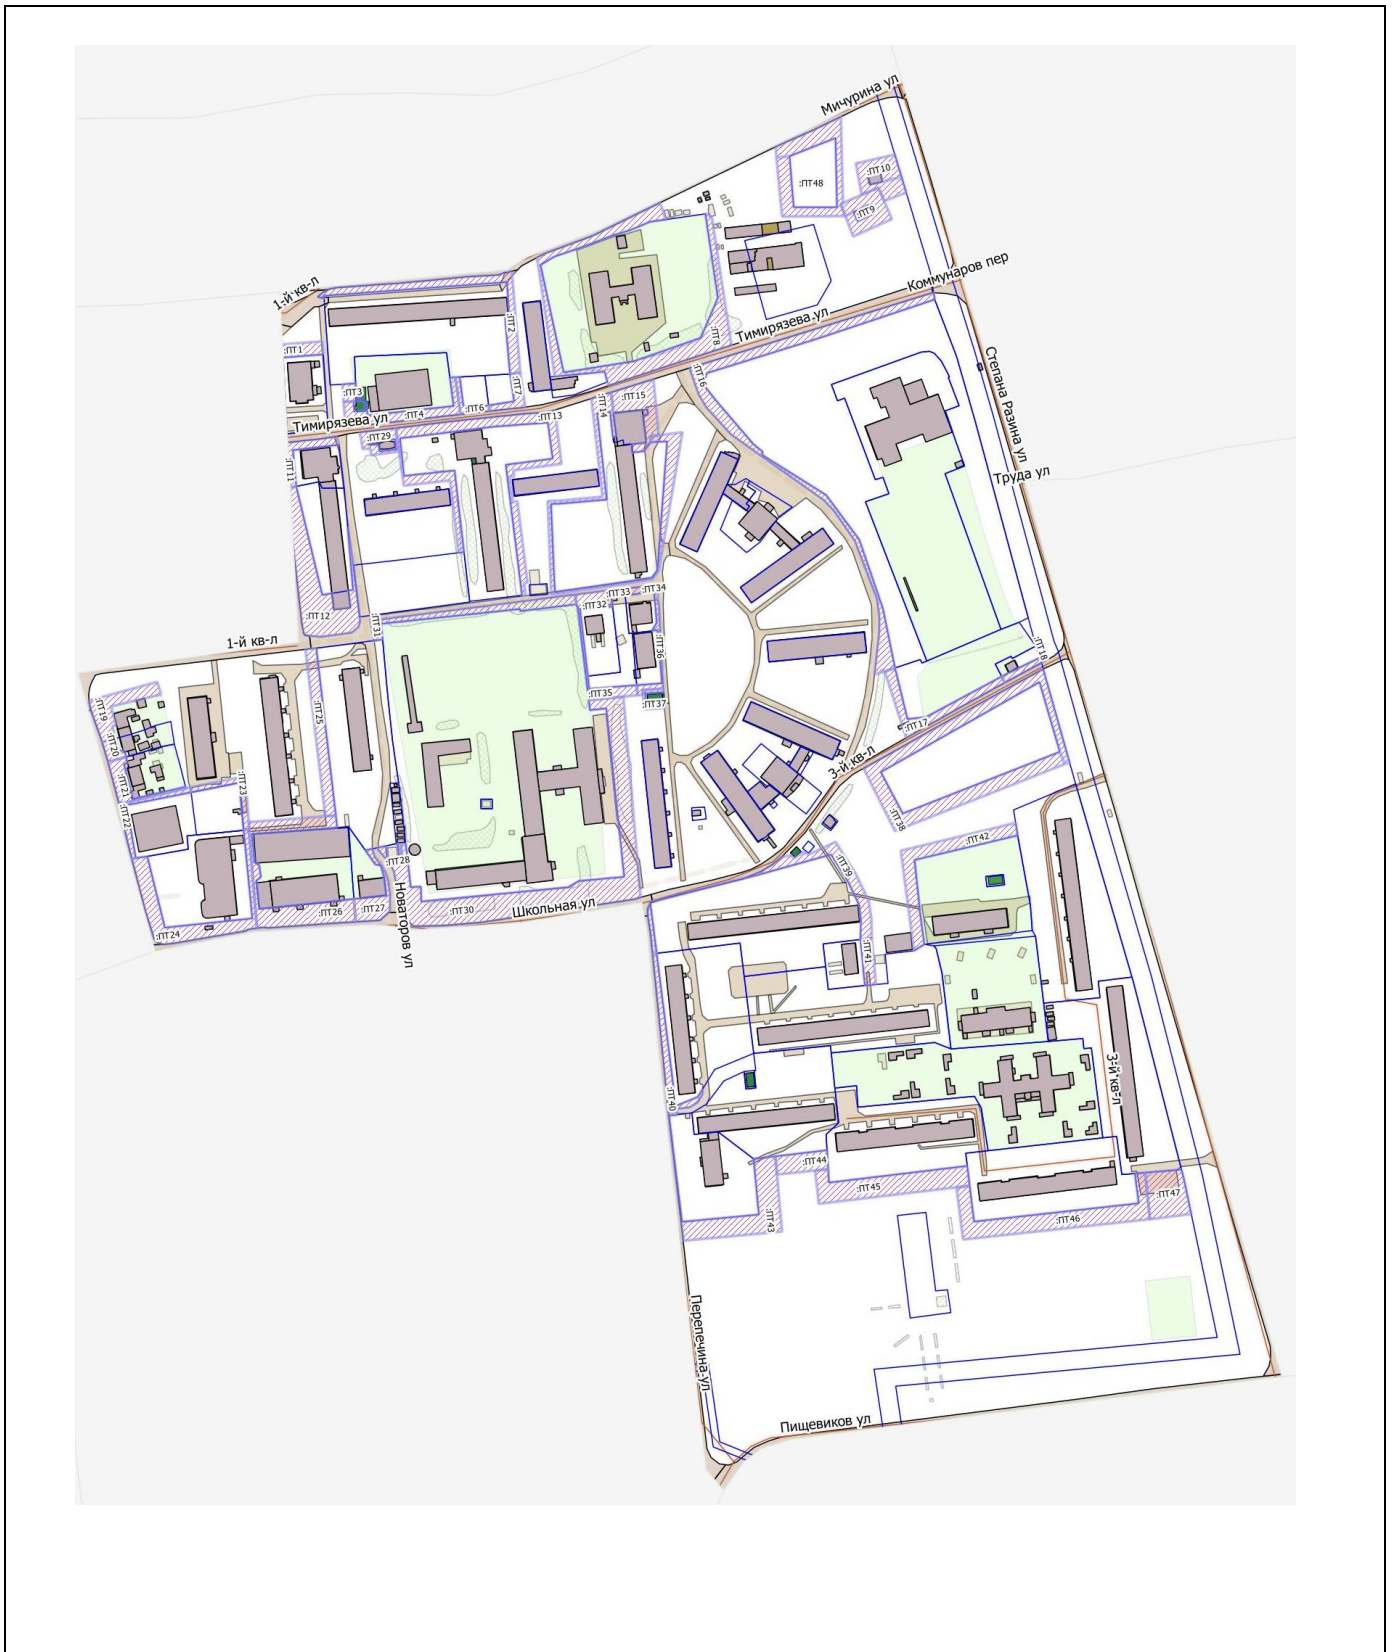 Мичурина ул
:ПТ10
:ПТ48
:ПТ9
Коммунаров пер
1-й кв-л
:ПТ2
:ПТ8
Тимирязева ул
:ПТ1
:ПТ16
Степана Разина ул
:ПТ3
:ПТ7
:ПТ15
:ПТ14
:ПТ6
:ПТ4
:ПТ13
Тимирязева ул
:ПТ29
:ПТ11
Труда ул
:ПТ34
:ПТ33
:ПТ32
:ПТ12
:ПТ31
1-й кв-л
:ПТ36
:ПТ18
:ПТ35
:ПТ37
:ПТ19
:ПТ25
:ПТ17
:ПТ20
3-й кв-л
:ПТ21
:ПТ23
:ПТ22
:ПТ38
:ПТ42
:ПТ28
:ПТ39
Новаторов ул
:ПТ26
:ПТ27
:ПТ30
Школьная ул
:ПТ24
:ПТ41
3-й кв-л
:ПТ40
:ПТ44
:ПТ45
:ПТ47
:ПТ43
:ПТ46
Перепечина ул
Пищевиков ул